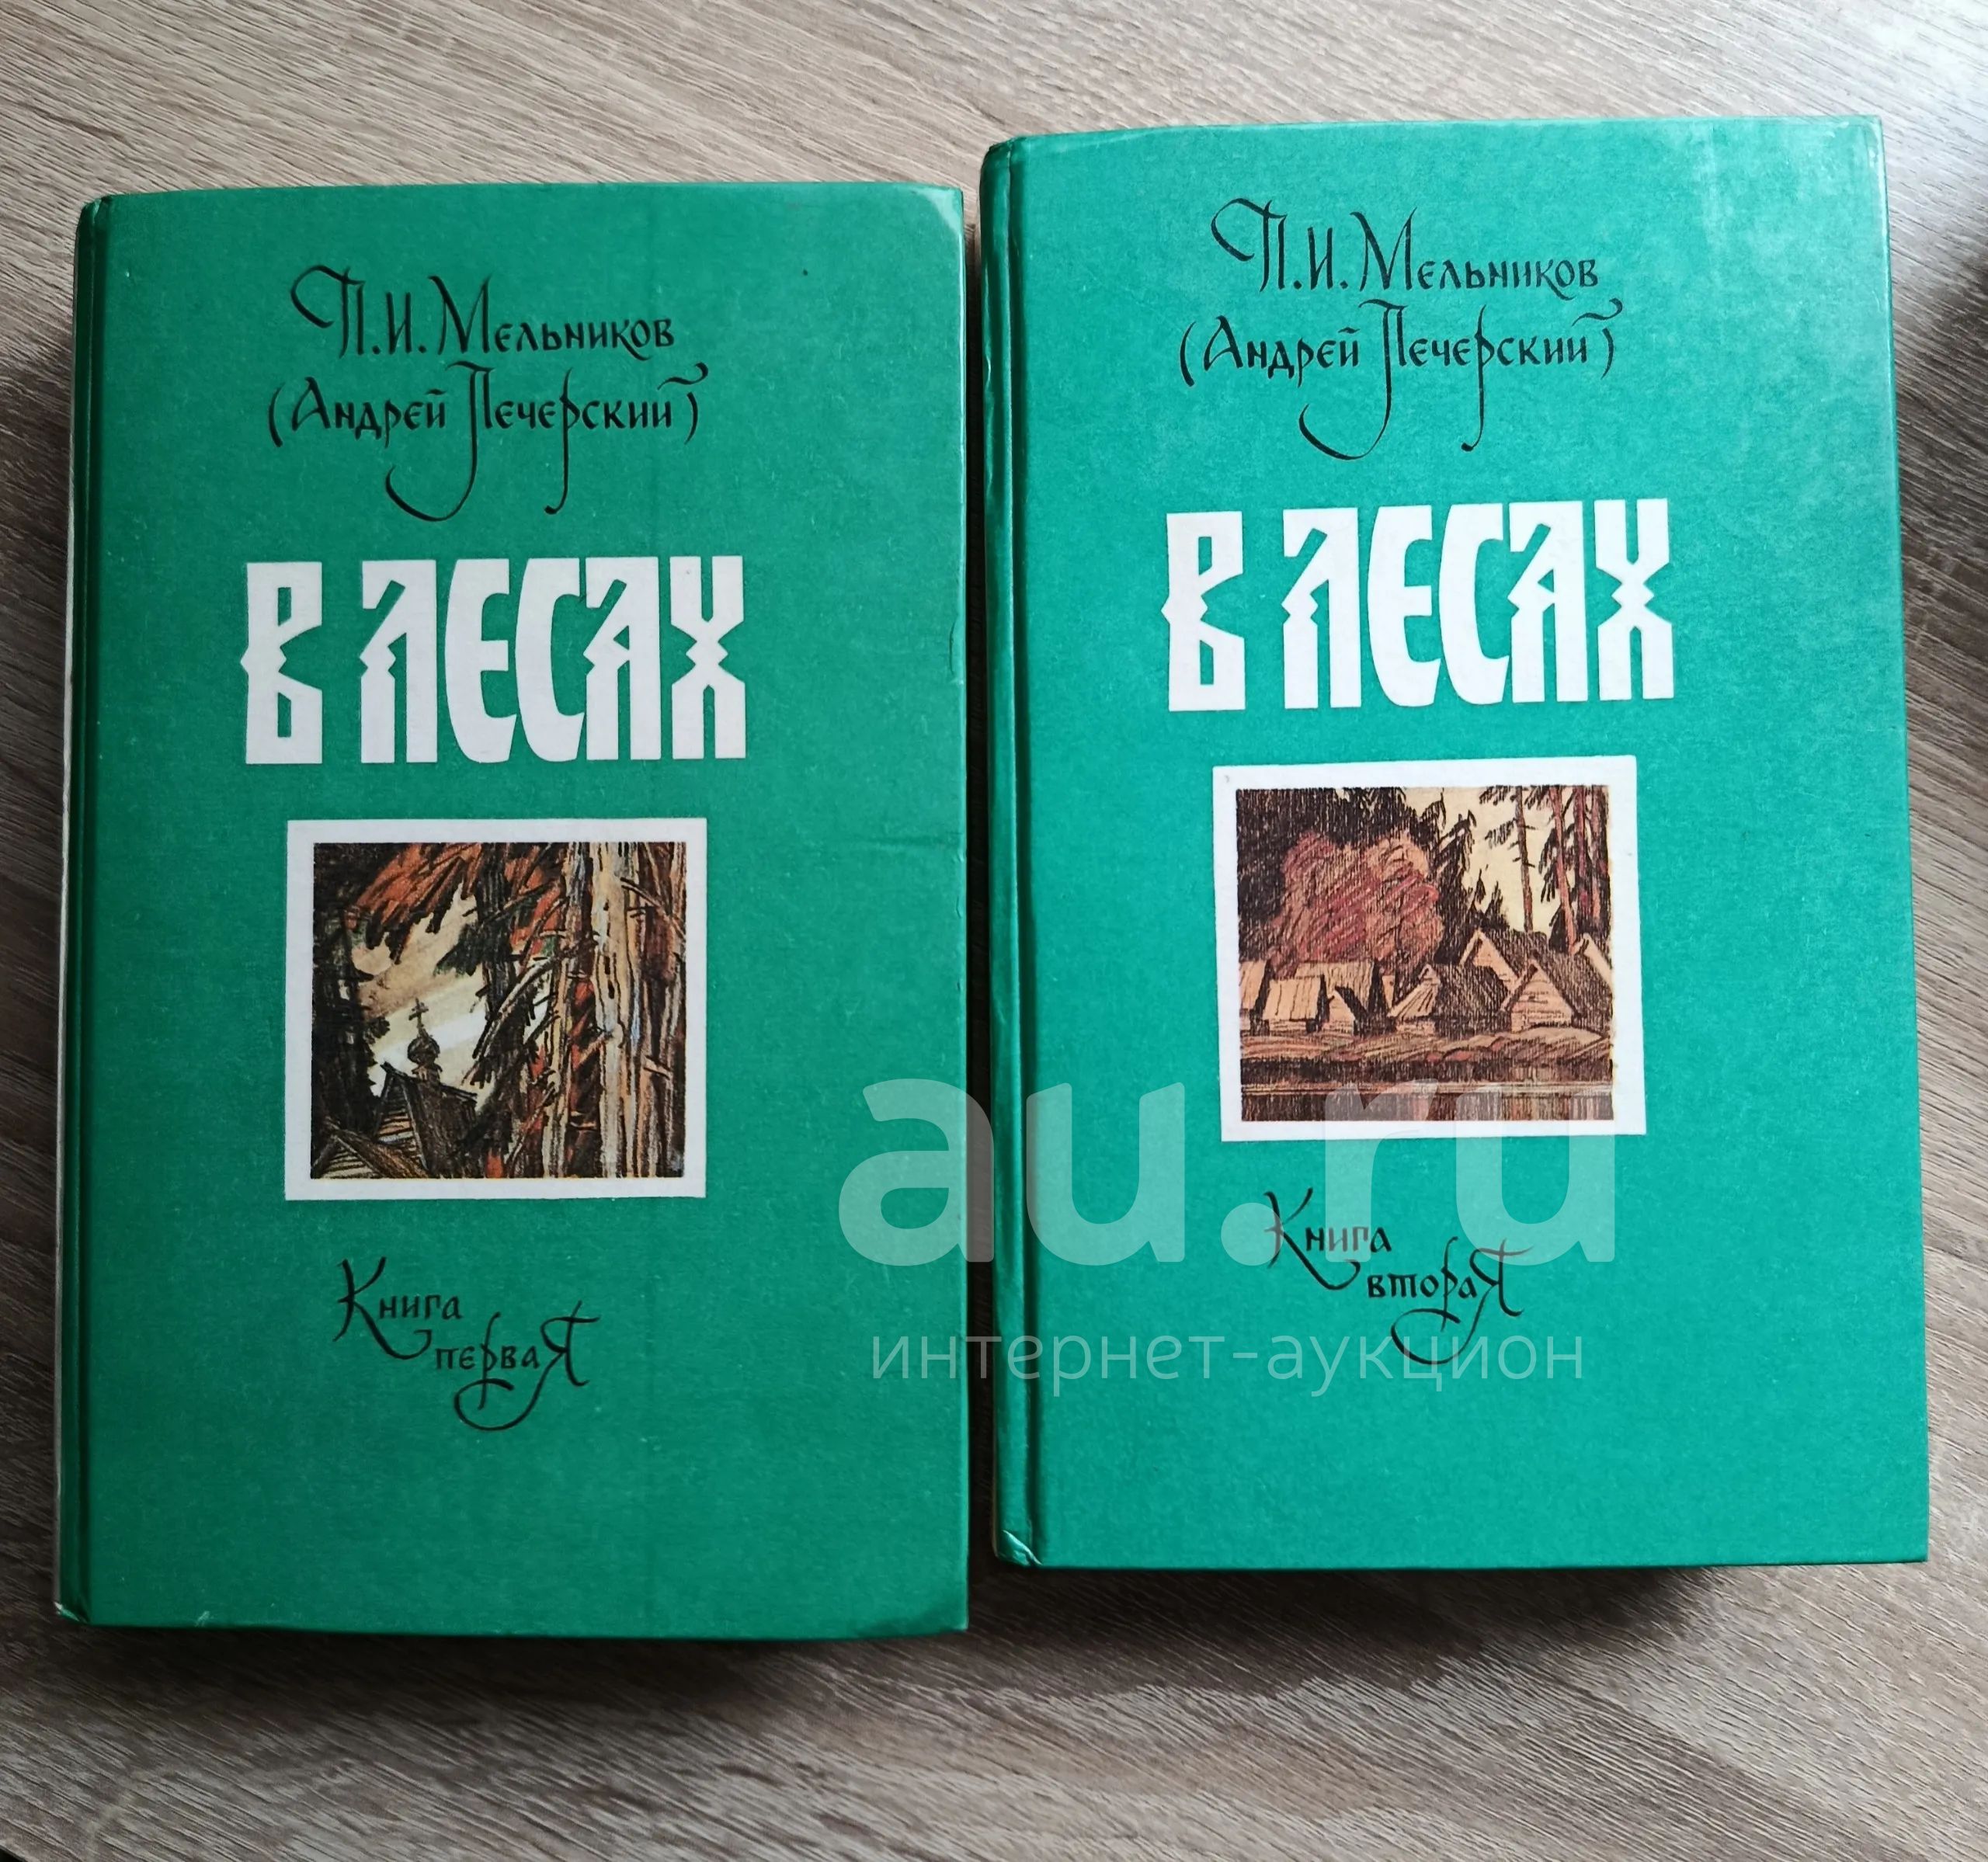 П.И. Мельников
(Андрей Печерский)
В ЛЕСАХ
Книга
первая
П.И. Мельников
(Андрей Печерский)
В ЛЕСАХ
Книга
вторая
au.ru
интернет-аукцион